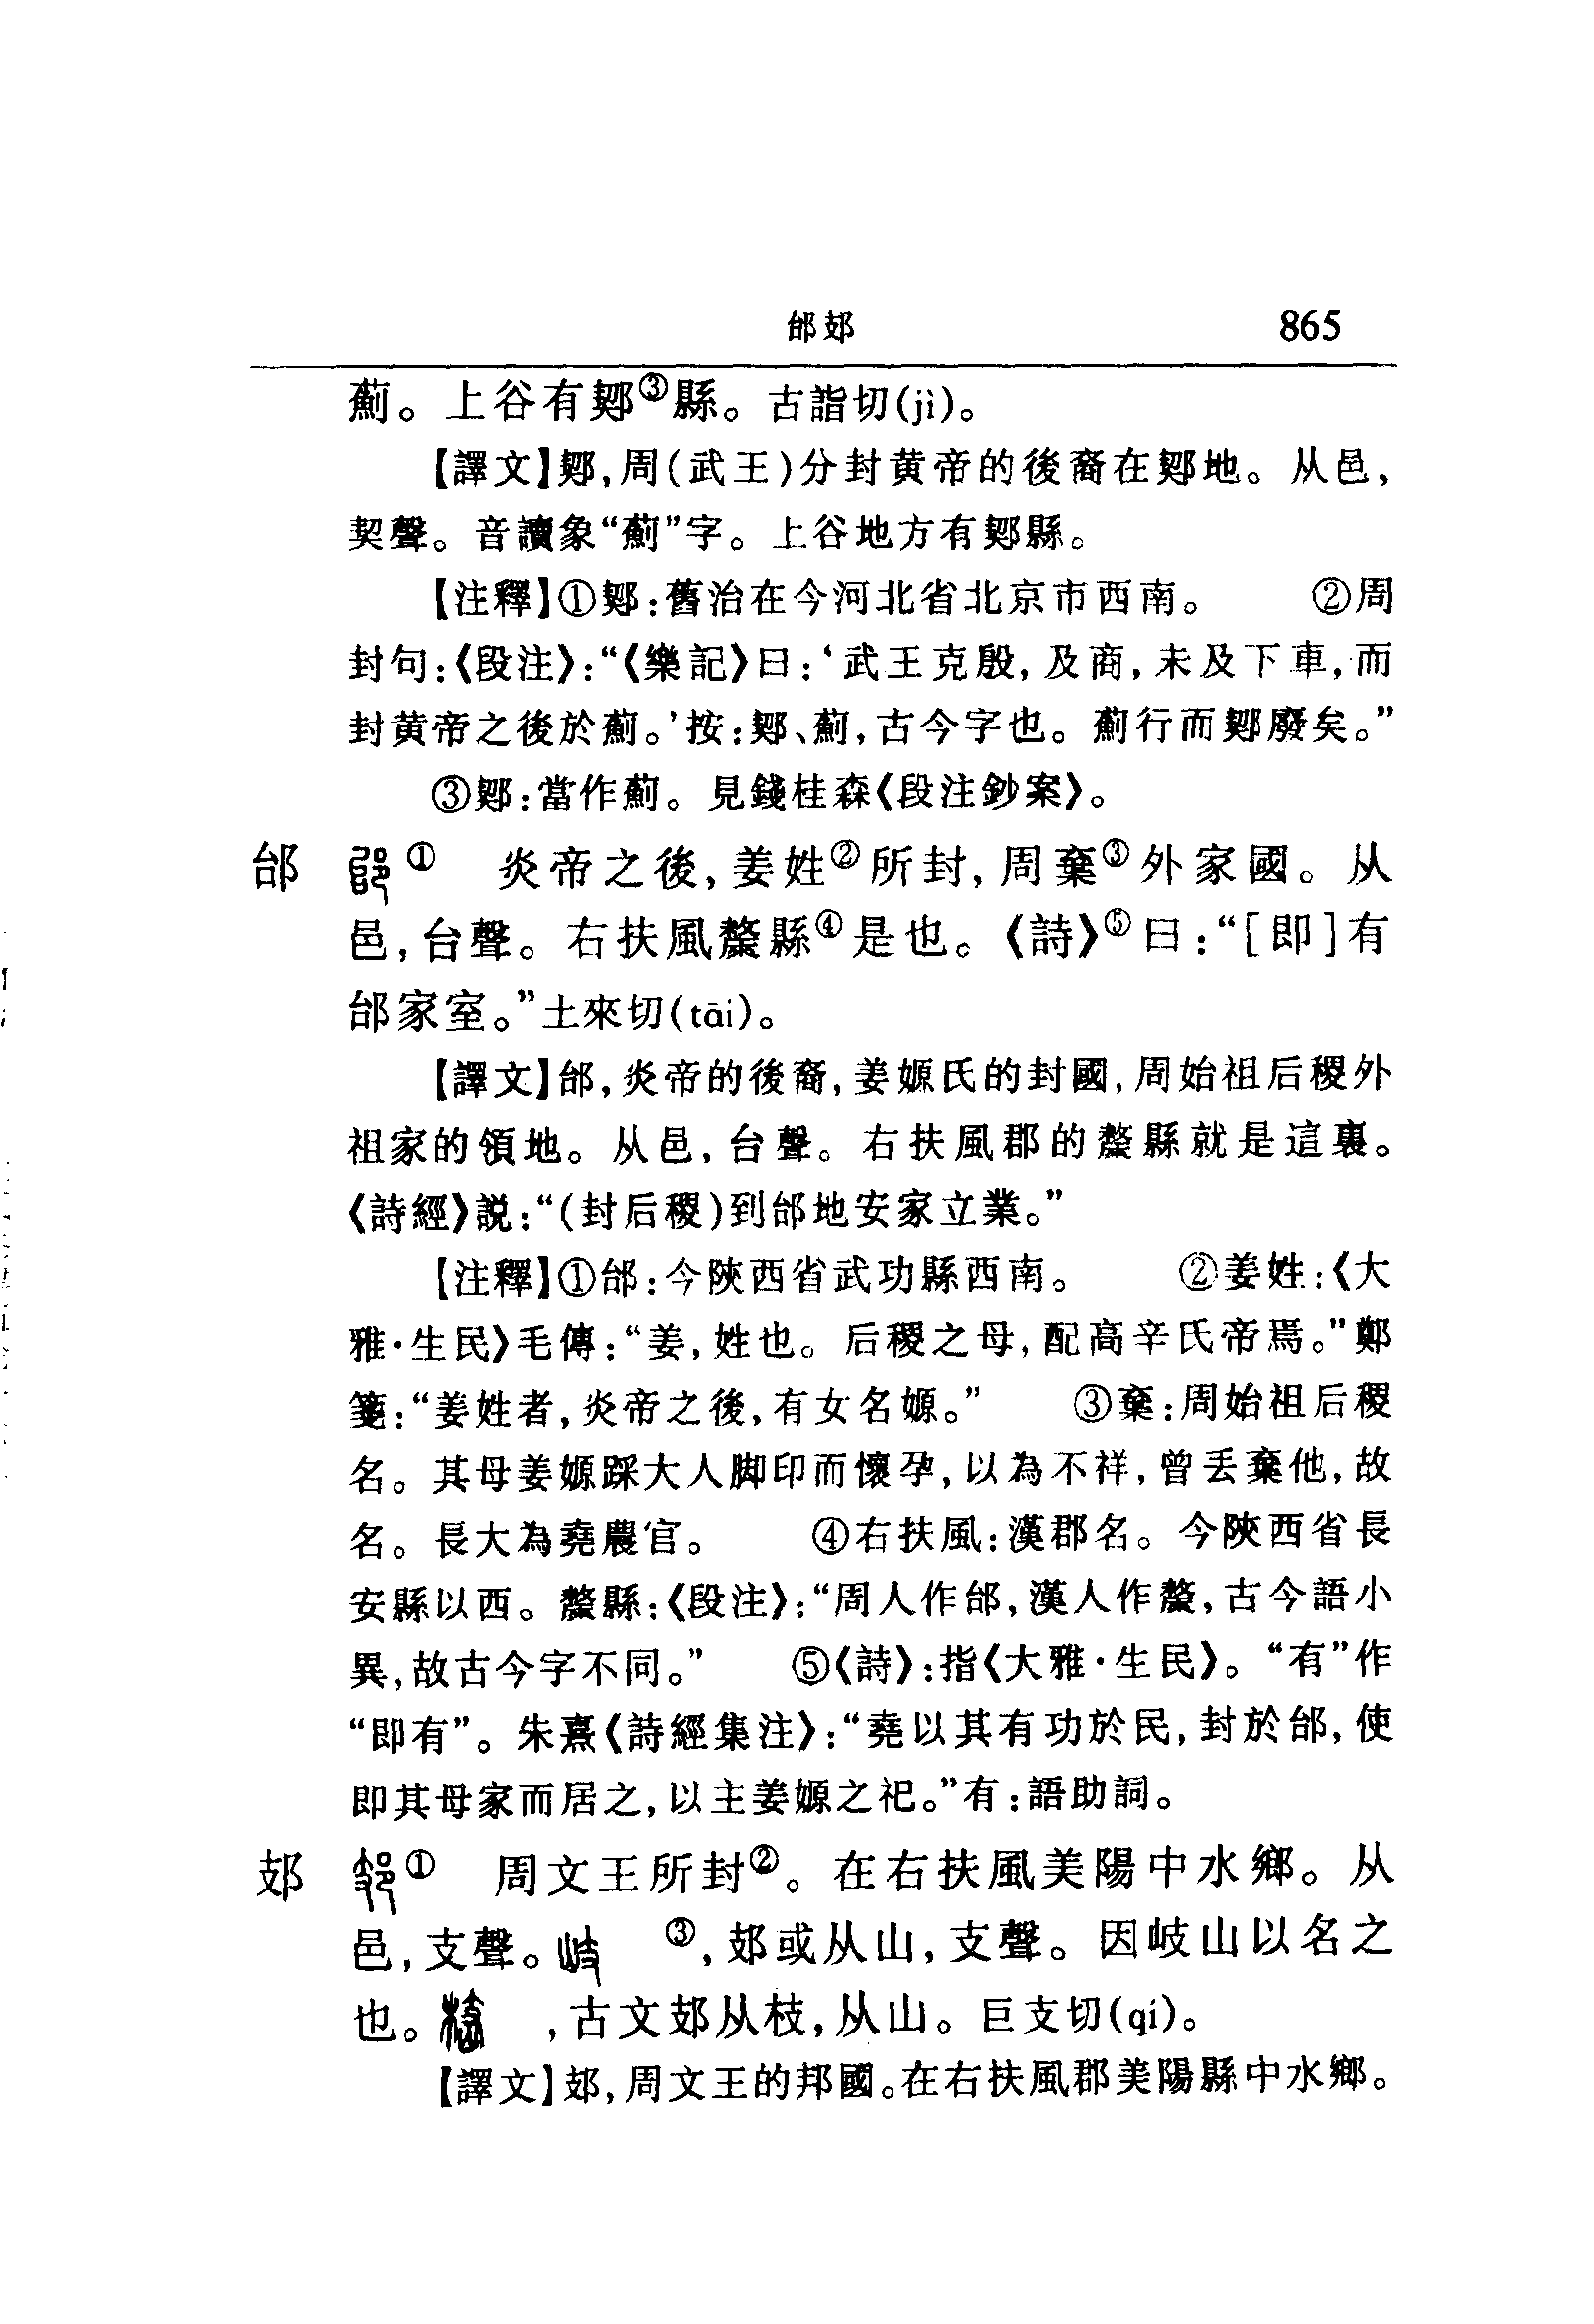 邰𨙸 865
薊。上谷有䣞③縣。古詣切(jì)。
【譯文】䣞,周(武王)分封黄帝的後裔在䣞地。从邑,
契聲。音讀象“薊”字。上谷地方有䣞縣。
【注釋】①䣞:舊治在今河北省北京市西南。 ②周
封句:《段注》:“《樂記》曰:‘武王克殷,及商,未及下車,而
封黄帝之後於薊。’按:䣞、薊,古今字也。薊行而䣞廢矣。”
③䣞:當作薊。見錢桂森《段注鈔案》。
邰 ① 炎帝之後,姜姓②所封,周棄③外家國。从
邑,台聲。右扶風斄縣④是也。《詩》⑤曰:“[即]有
邰家室。”土來切(tāi)。
【譯文】邰,炎帝的後裔,姜嫄氏的封國,周始祖后稷外
祖家的領地。从邑,台聲。右扶風郡的斄縣就是這裏。
《詩經》説:“(封后稷)到邰地安家立業。”
【注釋】①邰:今陝西省武功縣西南。 ②姜姓:《大
雅·生民》毛傳:“姜,姓也。后稷之母,配高辛氏帝焉。”鄭
箋:“姜姓者,炎帝之後,有女名嫄。” ③棄:周始祖后稷
名。其母姜嫄踩大人脚印而懷孕,以為不祥,曾丢棄他,故
名。長大為堯農官。 ④右扶風:漢郡名。今陝西省長
安縣以西。斄縣:《段注》:“周人作邰,漢人作斄,古今語小
異,故古今字不同。” ⑤《詩》:指《大雅·生民》。“有”作
“即有”。朱熹《詩經集注》:“堯以其有功於民,封於邰,使
即其母家而居之,以主姜嫄之祀。”有:語助詞。
𨙸 ① 周文王所封②。在右扶風美陽中水鄉。从
邑,支聲。 ③,𨙸或从山,支聲。因岐山以名之
也。 ,古文𨙸从枝,从山。巨支切(qí)。
【譯文】𨙸,周文王的邦國。在右扶風郡美陽縣中水鄉。